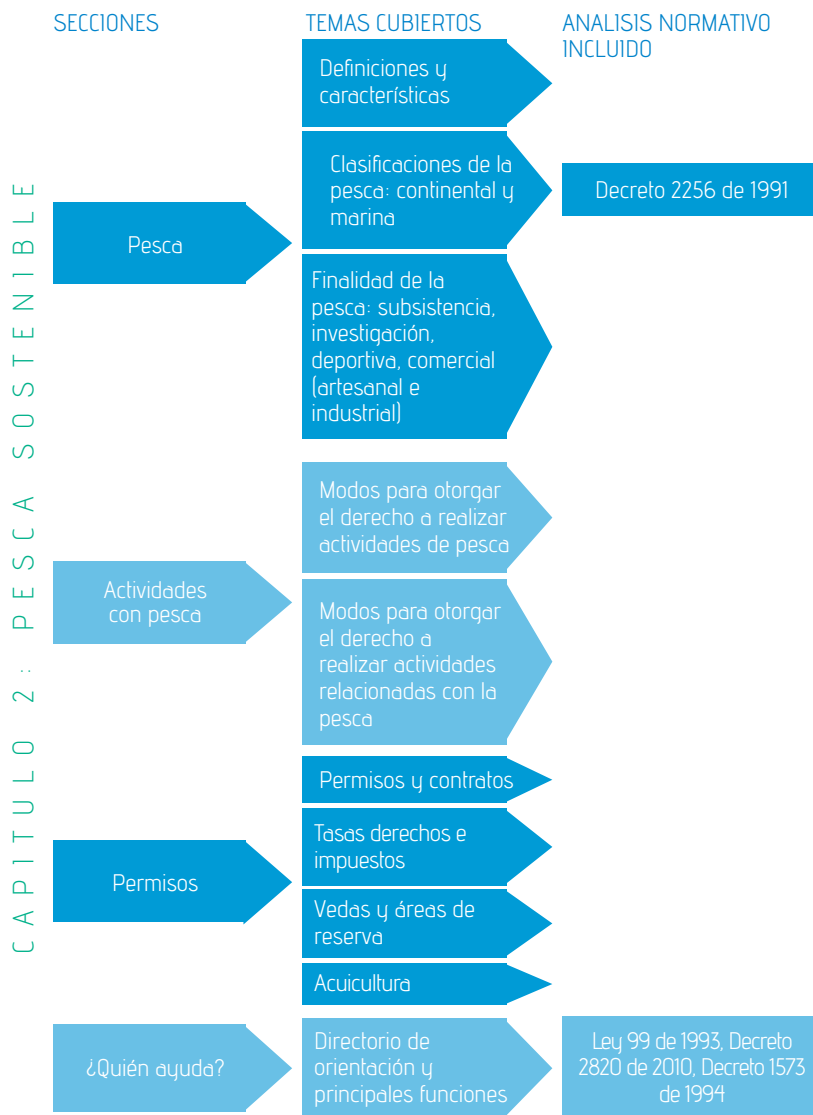 SECCIONES
TEMAS CUBIERTOS
ANALISIS NORMATIVO
INCLUIDO
CAPITULO 2: PESCA SOSTENIBLE
Pesca
Definiciones y
características
Clasificaciones de la
pesca: continental y
marina
Decreto 2256 de 1991
Finalidad de la
pesca: subsistencia,
investigación,
deportiva, comercial
(artesanal e
industrial)
Actividades
con pesca
Modos para otorgar
el derecho a realizar
actividades de pesca
Modos para otorgar
el derecho a
realizar actividades
relacionadas con la
pesca
Permisos
Permisos y contratos
Tasas derechos e
impuestos
Vedas y áreas de
reserva
Acuicultura
¿Quién ayuda?
Directorio de
orientación y
principales funciones
Ley 99 de 1993, Decreto
2820 de 2010, Decreto 1573
de 1994